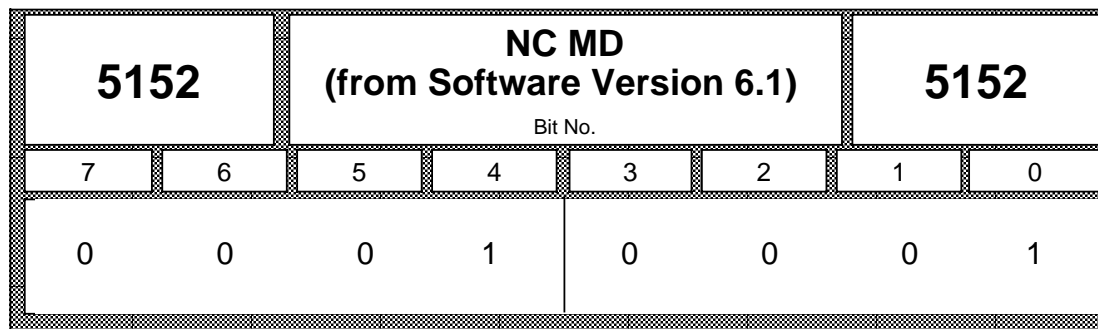 5152
NC MD
(from Software Version 6.1)
Bit No.
5152
7 6 5 4 3 2 1 0
0 0 0 1 0 0 0 1